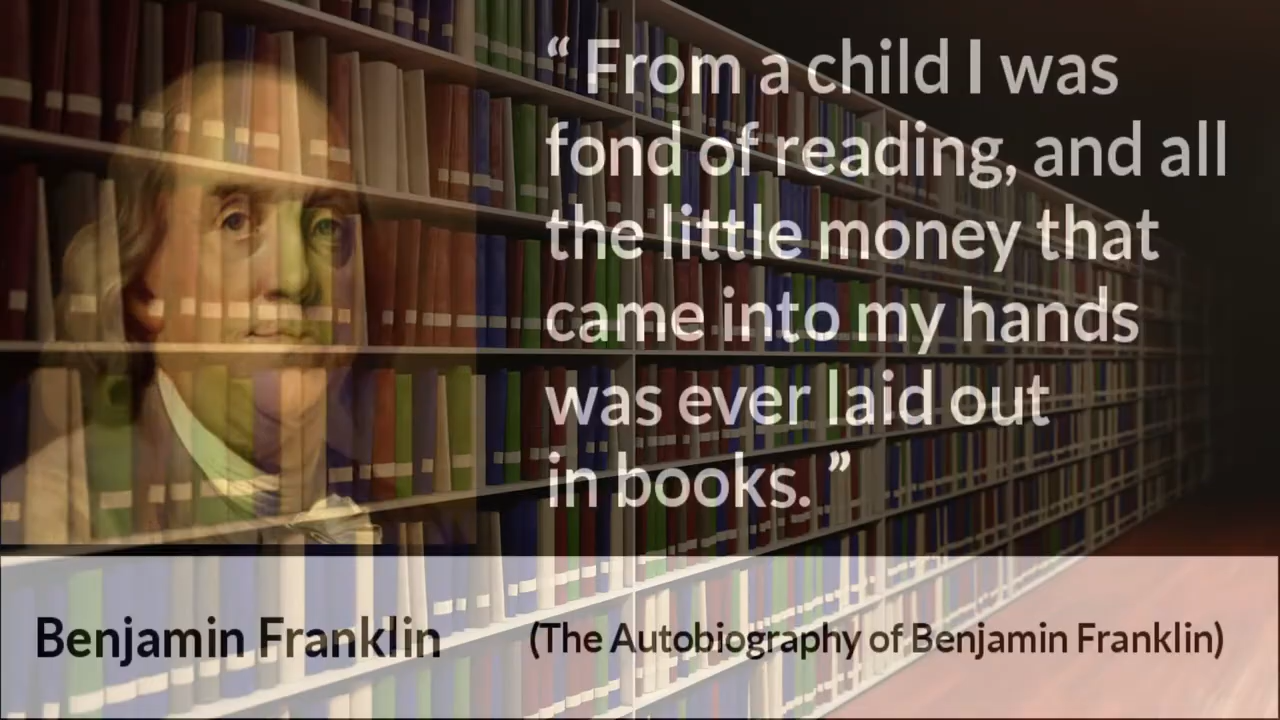 “ From a child I was
fond of reading, and all
the little money that
came into my hands
was ever laid out
in books. ”
Benjamin Franklin
(The Autobiography of Benjamin Franklin)